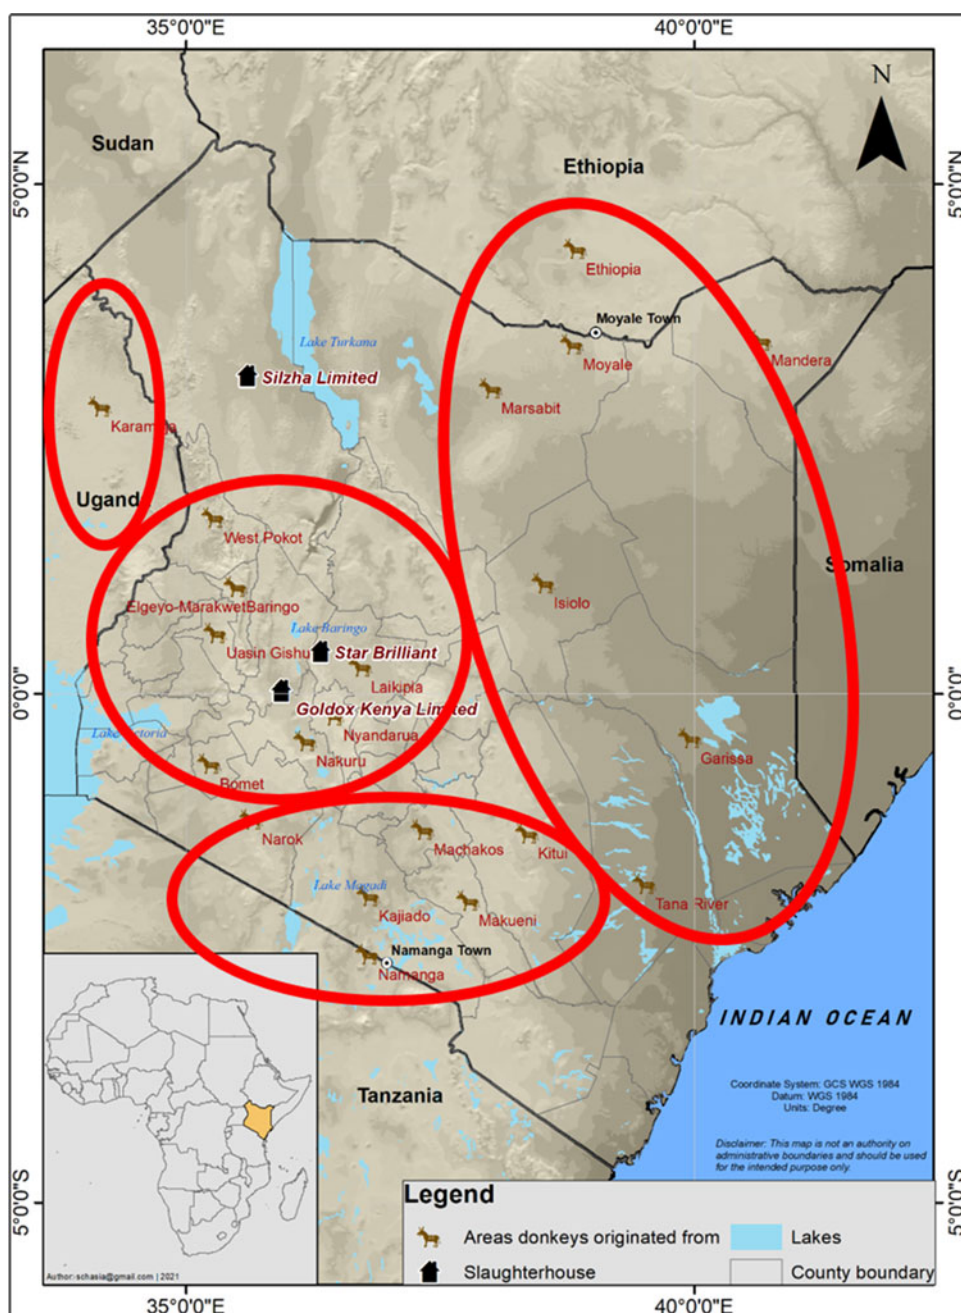 35°0'0"E 40°0'0"E
N
Sudan
Ethiopia
5°0'0"N 5°0'0"N
Ethiopia
Moyale Town
Lake Turkana
Moyale
Mandera
Silzha Limited
Marsabit
Karamoja
Ugand
West Pokot
Somalia
Isiolo
Elgeyo-MarakwetBaringo
Lake Baringo
Uasin Gishu
Star Brilliant
Laikipia
0°0'0" 0°0'0"
Goldox Kenya Limited
Lake Victoria
Nyandarua
Nakuru
Garissa
Bomet
Narok
Machakos
Kitui
Lake Magadi
Kajiado
Makueni
Tana River
Namanga Town
Namanga
INDIAN OCEAN
Tanzania
Coordinate System: GCS WGS 1984
Datum: WGS 1984
Units: Degree
Disclaimer: This map is not an authority on
administrative boundaries and should be used
for the intended purpose only.
Legend
5°0'0"S 5°0'0"S
Areas donkeys originated from
Lakes
Slaughterhouse
County boundary
Author:-schasia@gmail.com | 2021
35°0'0"E 40°0'0"E